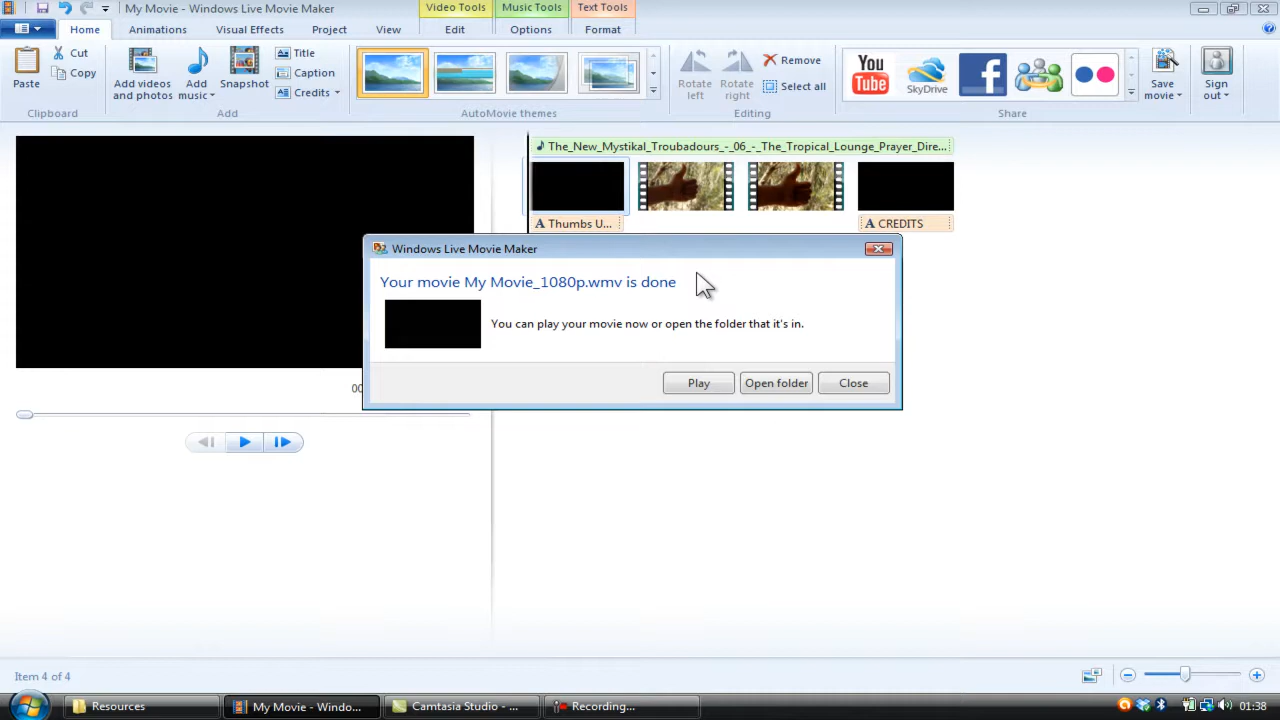 My Movie - Windows Live Movie Maker
Video Tools
Music Tools
Text Tools
Home
Animations
Visual Effects
Project
View
Edit
Options
Format
Paste
Cut
Copy
Clipboard
Add videos
and photos
Add
music
Snapshot
Title
Caption
Credits
Add
AutoMovie themes
Rotate
left
Rotate
right
Remove
Select all
Editing
You
Tube
SkyDrive
f
Share
Save
movie
Sign
out
The_New_Mystikal_Troubadours_-_06_-_The_Tropical_Lounge_Prayer_Dire...
A Thumbs U...
A CREDITS
Windows Live Movie Maker
Your movie My Movie_1080p.wmv is done
You can play your movie now or open the folder that it's in.
Play
Open folder
Close
00
Item 4 of 4
Resources
My Movie - Windo...
Camtasia Studio - ...
Recording...
01:38